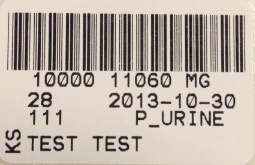 10000 11060 MG
28 2013-10-30
111 P_URINE
TEST TEST
KS